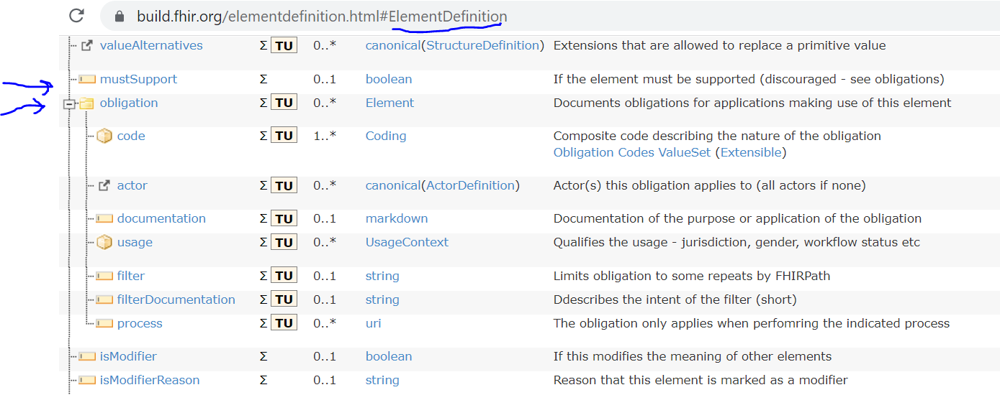 build.fhir.org/elementdefinition.html#ElementDefinition
valueAlternatives Σ TU 0..* canonical(StructureDefinition) Extensions that are allowed to replace a primitive value
mustSupport Σ 0..1 boolean If the element must be supported (discouraged - see obligations)
obligation Σ TU 0..* Element Documents obligations for applications making use of this element
code Σ TU 1..* Coding Composite code describing the nature of the obligation
Obligation Codes ValueSet (Extensible)
actor Σ TU 0..* canonical(ActorDefinition) Actor(s) this obligation applies to (all actors if none)
documentation Σ TU 0..1 markdown Documentation of the purpose or application of the obligation
usage Σ TU 0..* UsageContext Qualifies the usage - jurisdiction, gender, workflow status etc
filter Σ TU 0..1 string Limits obligation to some repeats by FHIRPath
filterDocumentation Σ TU 0..1 string Ddescribes the intent of the filter (short)
process Σ TU 0..* uri The obligation only applies when perfomring the indicated process
isModifier Σ 0..1 boolean If this modifies the meaning of other elements
isModifierReason Σ 0..1 string Reason that this element is marked as a modifier